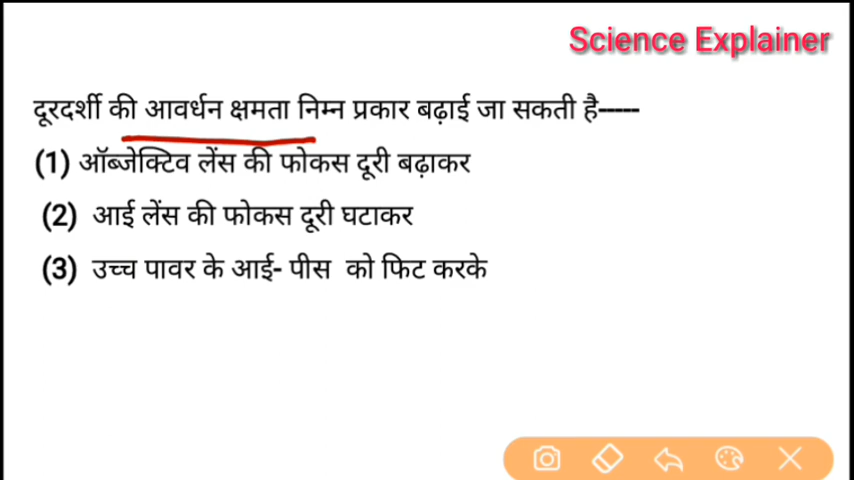 Science Explainer
दूरदर्शी की आवर्धन क्षमता निम्न प्रकार बढ़ाई जा सकती है-----
(1) ऑब्जेक्टिव लेंस की फोकस दूरी बढ़ाकर
(2) आई लेंस की फोकस दूरी घटाकर
(3) उच्च पावर के आई- पीस को फिट करके